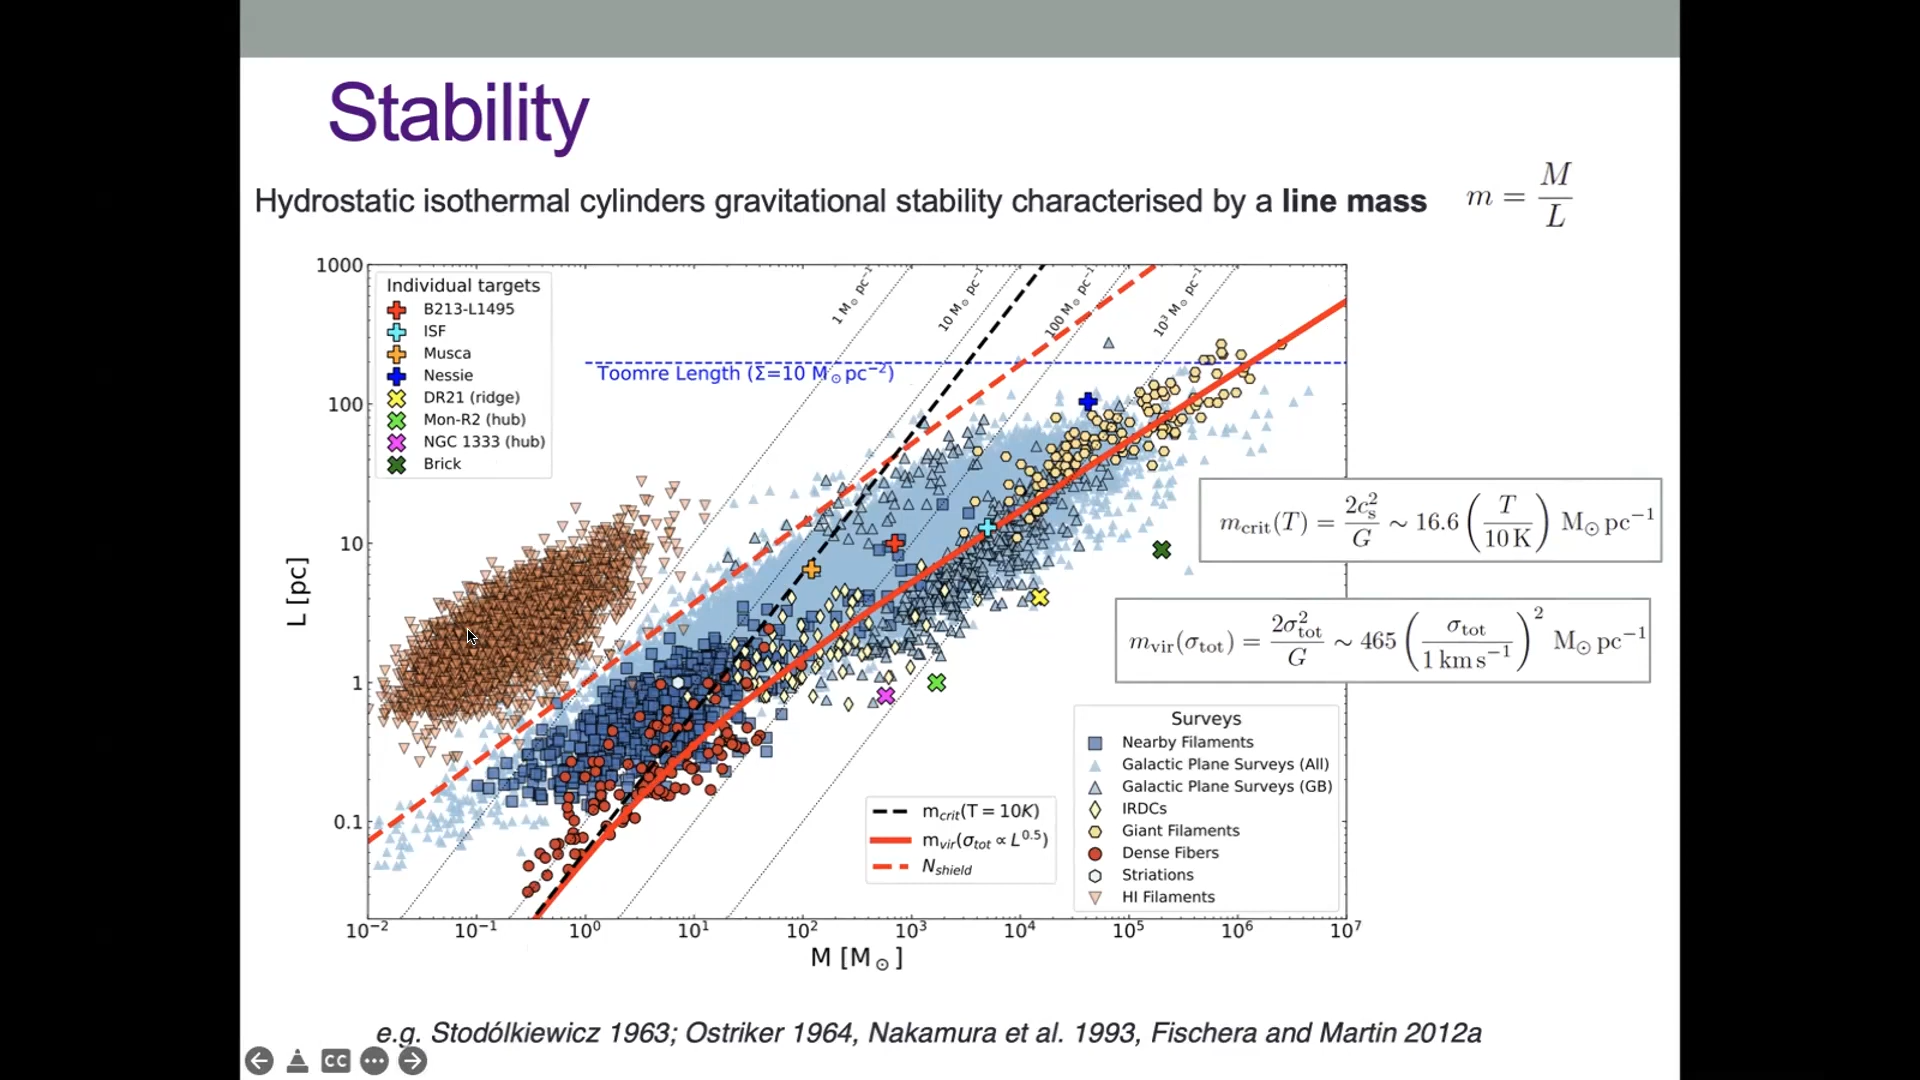 Stability
Hydrostatic isothermal cylinders gravitational stability characterised by a line mass m = M/L
1000
100
10
1
0.1
L [pc]
Individual targets
B213-L1495
ISF
Musca
Nessie
DR21 (ridge)
Mon-R2 (hub)
NGC 1333 (hub)
Brick
1 M⊙ pc⁻¹
10 M⊙ pc⁻¹
100 M⊙ pc⁻¹
10³ M⊙ pc⁻¹
Toomre Length (Σ=10 M⊙pc⁻²)
m_crit(T) = 2c_s²/G ∼ 16.6 (T/10 K) M⊙ pc⁻¹
m_vir(σ_tot) = 2σ_tot²/G ∼ 465 (σ_tot/1 km s⁻¹)² M⊙ pc⁻¹
m_crit(T = 10K)
m_vir(σ_tot ∝ L^0.5)
N_shield
Surveys
Nearby Filaments
Galactic Plane Surveys (All)
Galactic Plane Surveys (GB)
IRDCs
Giant Filaments
Dense Fibers
Striations
HI Filaments
10⁻² 10⁻¹ 10⁰ 10¹ 10² 10³ 10⁴ 10⁵ 10⁶ 10⁷
M [M⊙]
e.g. Stodólkiewicz 1963; Ostriker 1964, Nakamura et al. 1993, Fischera and Martin 2012a
CC